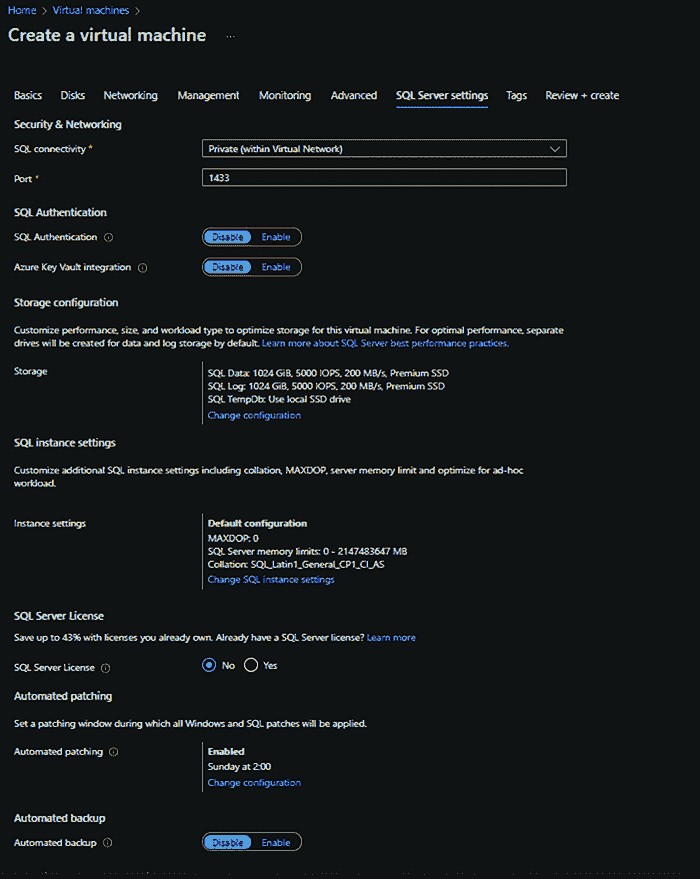 Home > Virtual machines >
Create a virtual machine ...
Basics Disks Networking Management Monitoring Advanced SQL Server settings Tags Review + create
Security & Networking
SQL connectivity * Private (within Virtual Network)
Port * 1433
SQL Authentication
SQL Authentication Disable Enable
Azure Key Vault integration Disable Enable
Storage configuration
Customize performance, size, and workload type to optimize storage for this virtual machine. For optimal performance, separate
drives will be created for data and log storage by default. Learn more about SQL Server best performance practices.
Storage SQL Data: 1024 GiB, 5000 IOPS, 200 MB/s, Premium SSD
SQL Log: 1024 GiB, 5000 IOPS, 200 MB/s, Premium SSD
SQL TempDb: Use local SSD drive
Change configuration
SQL instance settings
Customize additional SQL instance settings including collation, MAXDOP, server memory limit and optimize for ad-hoc
workload.
Instance settings Default configuration
MAXDOP: 0
SQL Server memory limits: 0 - 2147483647 MB
Collation: SQL_Latin1_General_CP1_CI_AS
Change SQL instance settings
SQL Server License
Save up to 43% with licenses you already own. Already have a SQL Server license? Learn more
SQL Server License No Yes
Automated patching
Set a patching window during which all Windows and SQL patches will be applied.
Automated patching Enabled
Sunday at 2:00
Change configuration
Automated backup
Automated backup Disable Enable